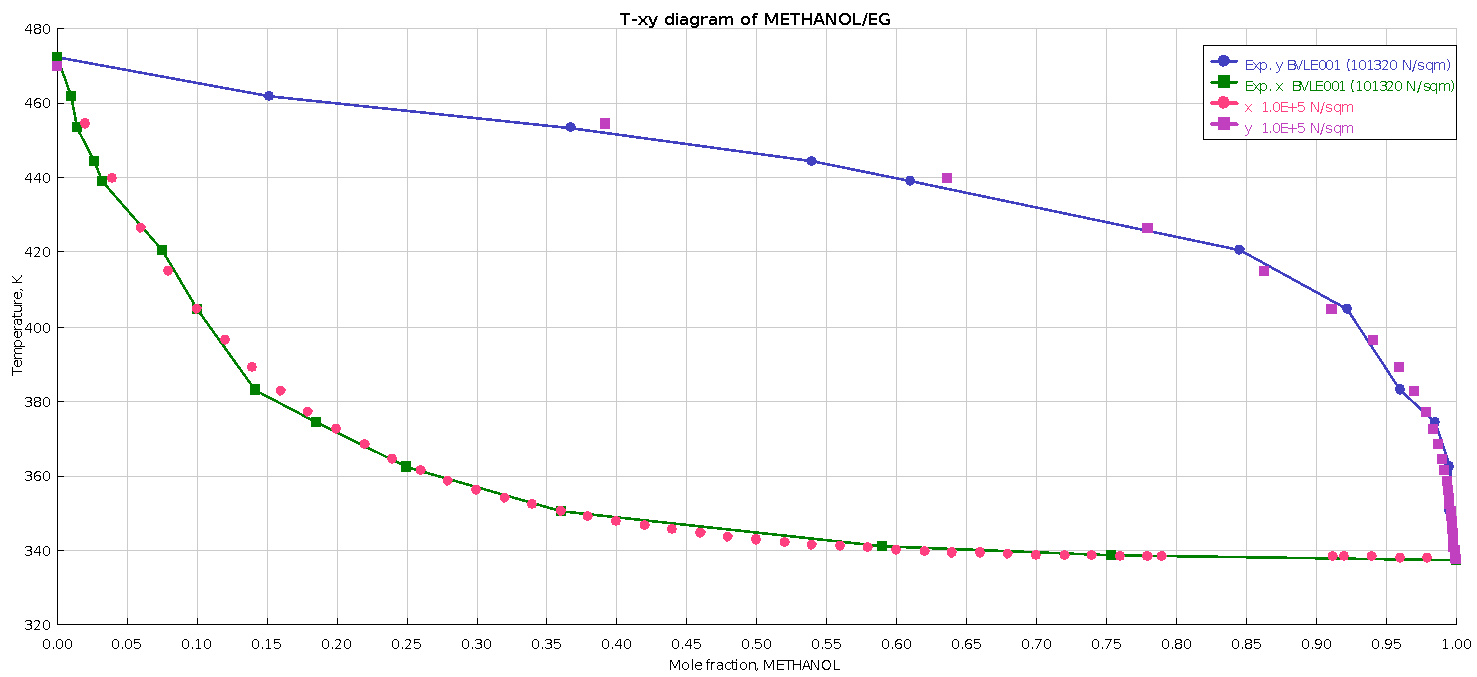 T-xy diagram of METHANOL/EG
Exp. y BVLE001 (101320 N/sqm)
Exp. x BVLE001 (101320 N/sqm)
x 1.0E+5 N/sqm
y 1.0E+5 N/sqm
Temperature, K
480
460
440
420
400
380
360
340
320
0.00 0.05 0.10 0.15 0.20 0.25 0.30 0.35 0.40 0.45 0.50 0.55 0.60 0.65 0.70 0.75 0.80 0.85 0.90 0.95 1.00
Mole fraction, METHANOL